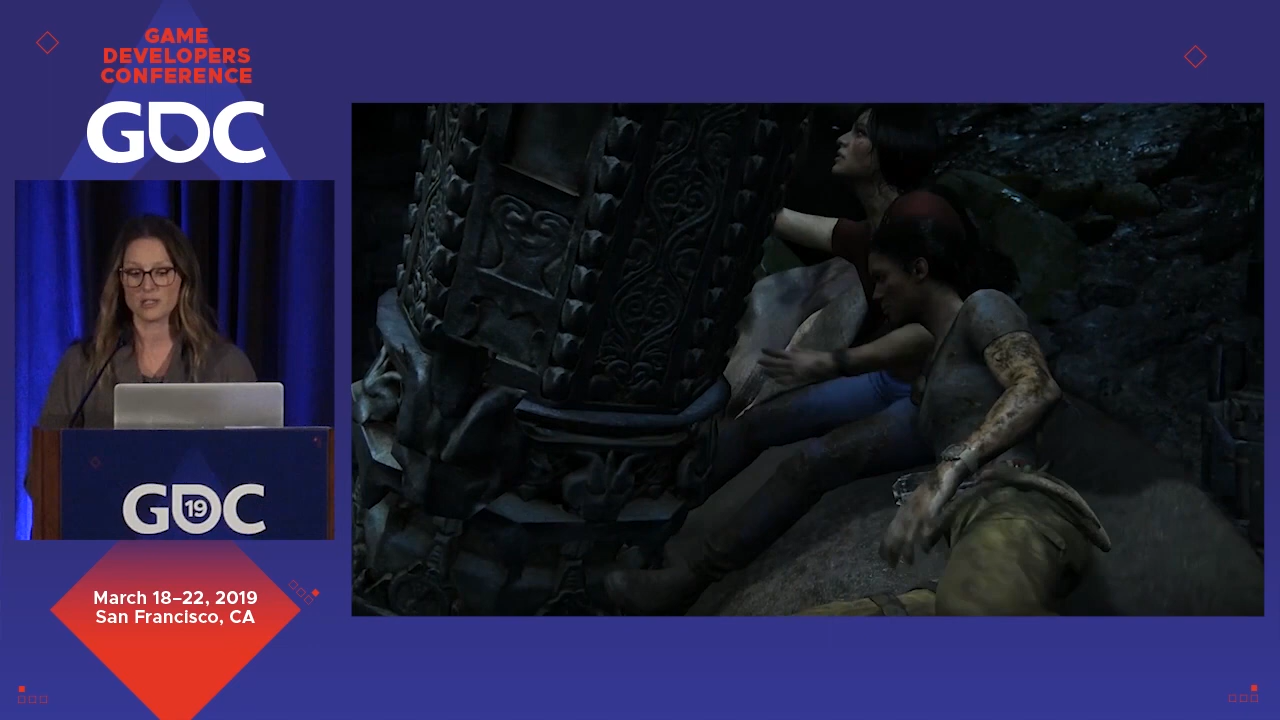 GAME
DEVELOPERS
CONFERENCE
GDC
GDC
19
March 18–22, 2019
San Francisco, CA